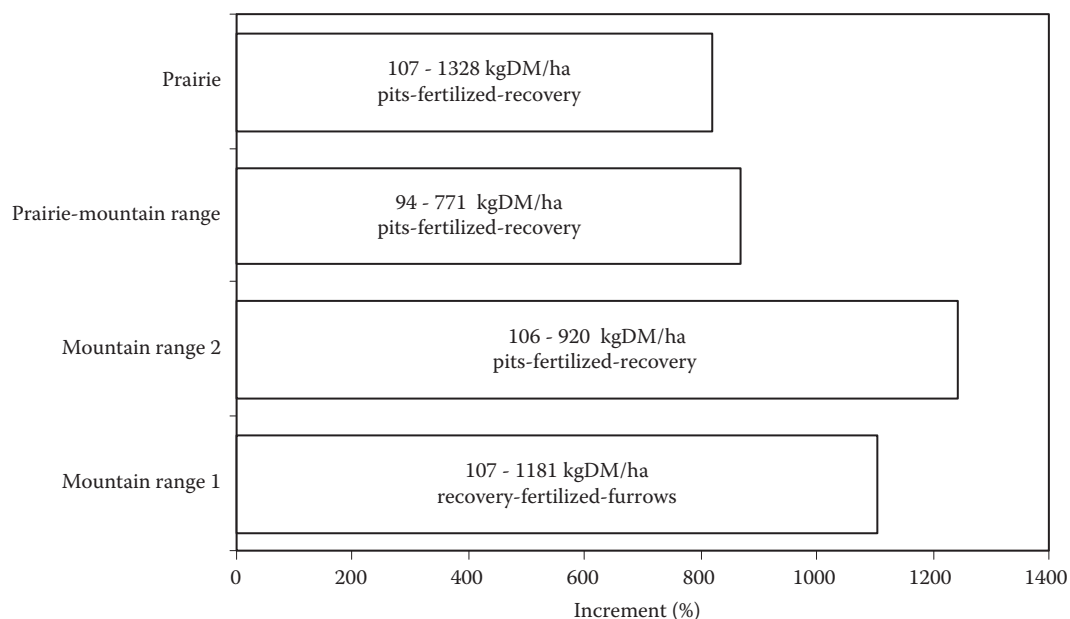 Prairie
107 - 1328 kgDM/ha
pits-fertilized-recovery
Prairie-mountain range
94 - 771 kgDM/ha
pits-fertilized-recovery
Mountain range 2
106 - 920 kgDM/ha
pits-fertilized-recovery
Mountain range 1
107 - 1181 kgDM/ha
recovery-fertilized-furrows
0 200 400 600 800 1000 1200 1400
Increment (%)